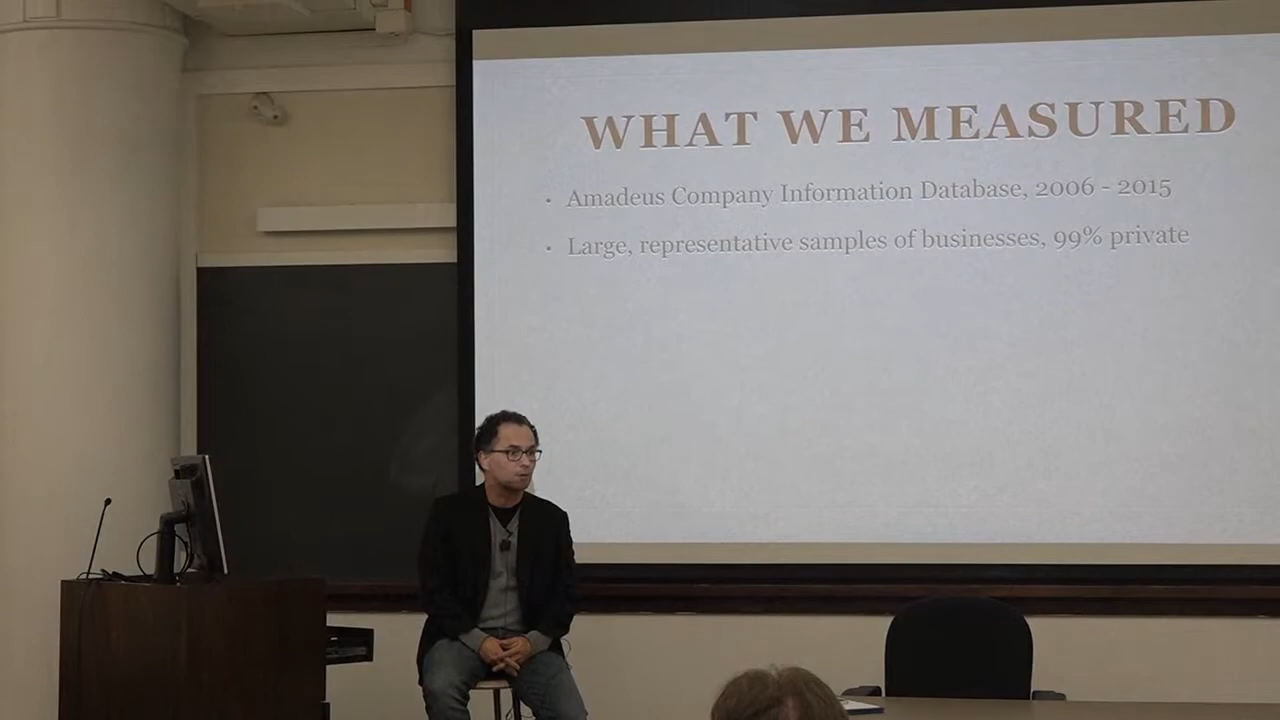 WHAT WE MEASURED
Amadeus Company Information Database, 2006 - 2015
Large, representative samples of businesses, 99% private